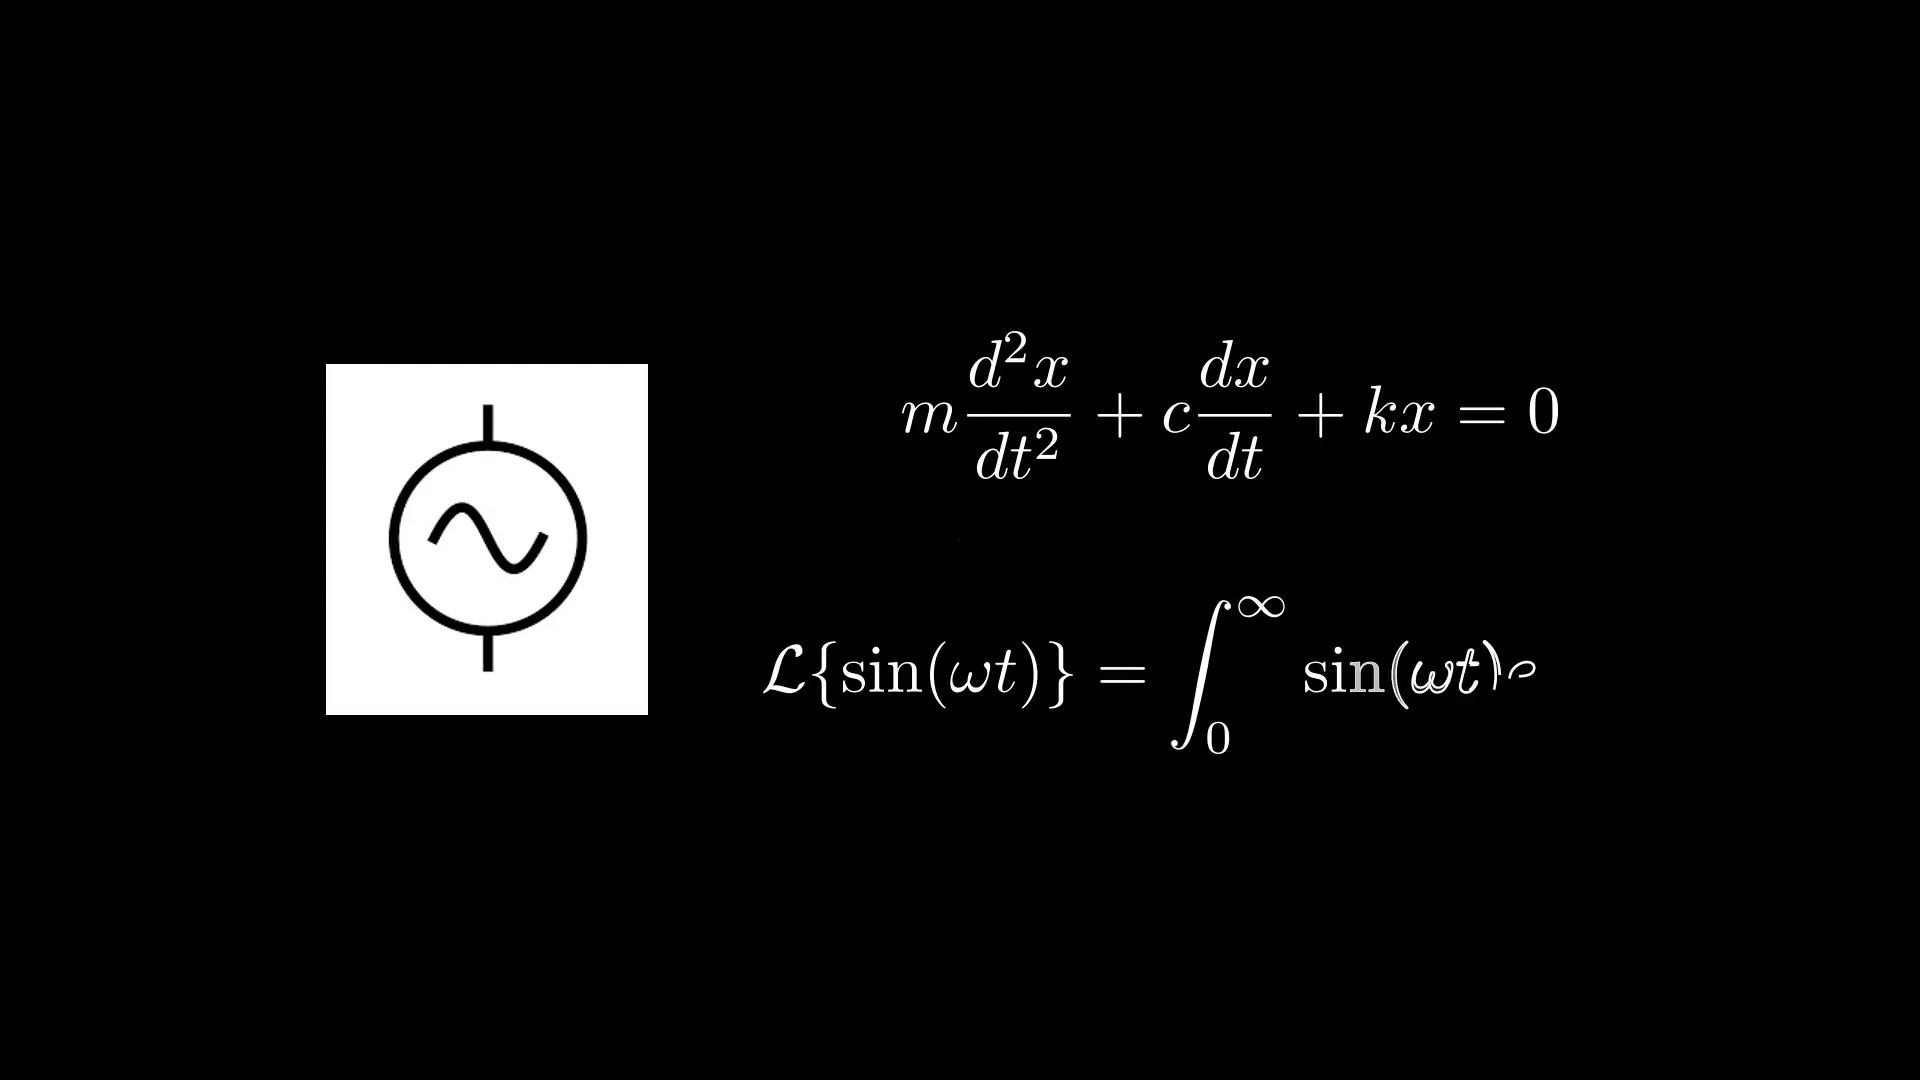 m d²x/dt² + c dx/dt + kx = 0
ℒ{sin(ωt)} = ∫₀^∞ sin(ωt)